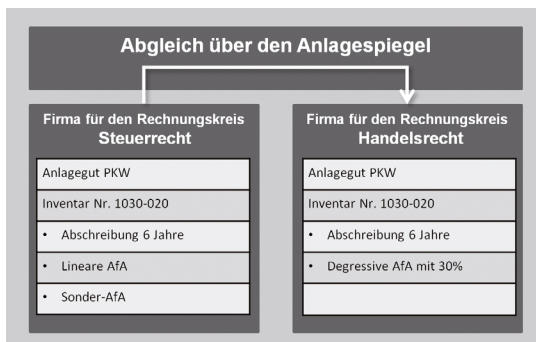 Abgleich über den Anlagespiegel
Firma für den Rechnungskreis
Steuerrecht
Anlagegut PKW
Inventar Nr. 1030-020
• Abschreibung 6 Jahre
• Lineare AfA
• Sonder-AfA
Firma für den Rechnungskreis
Handelsrecht
Anlagegut PKW
Inventar Nr. 1030-020
• Abschreibung 6 Jahre
• Degressive AfA mit 30%